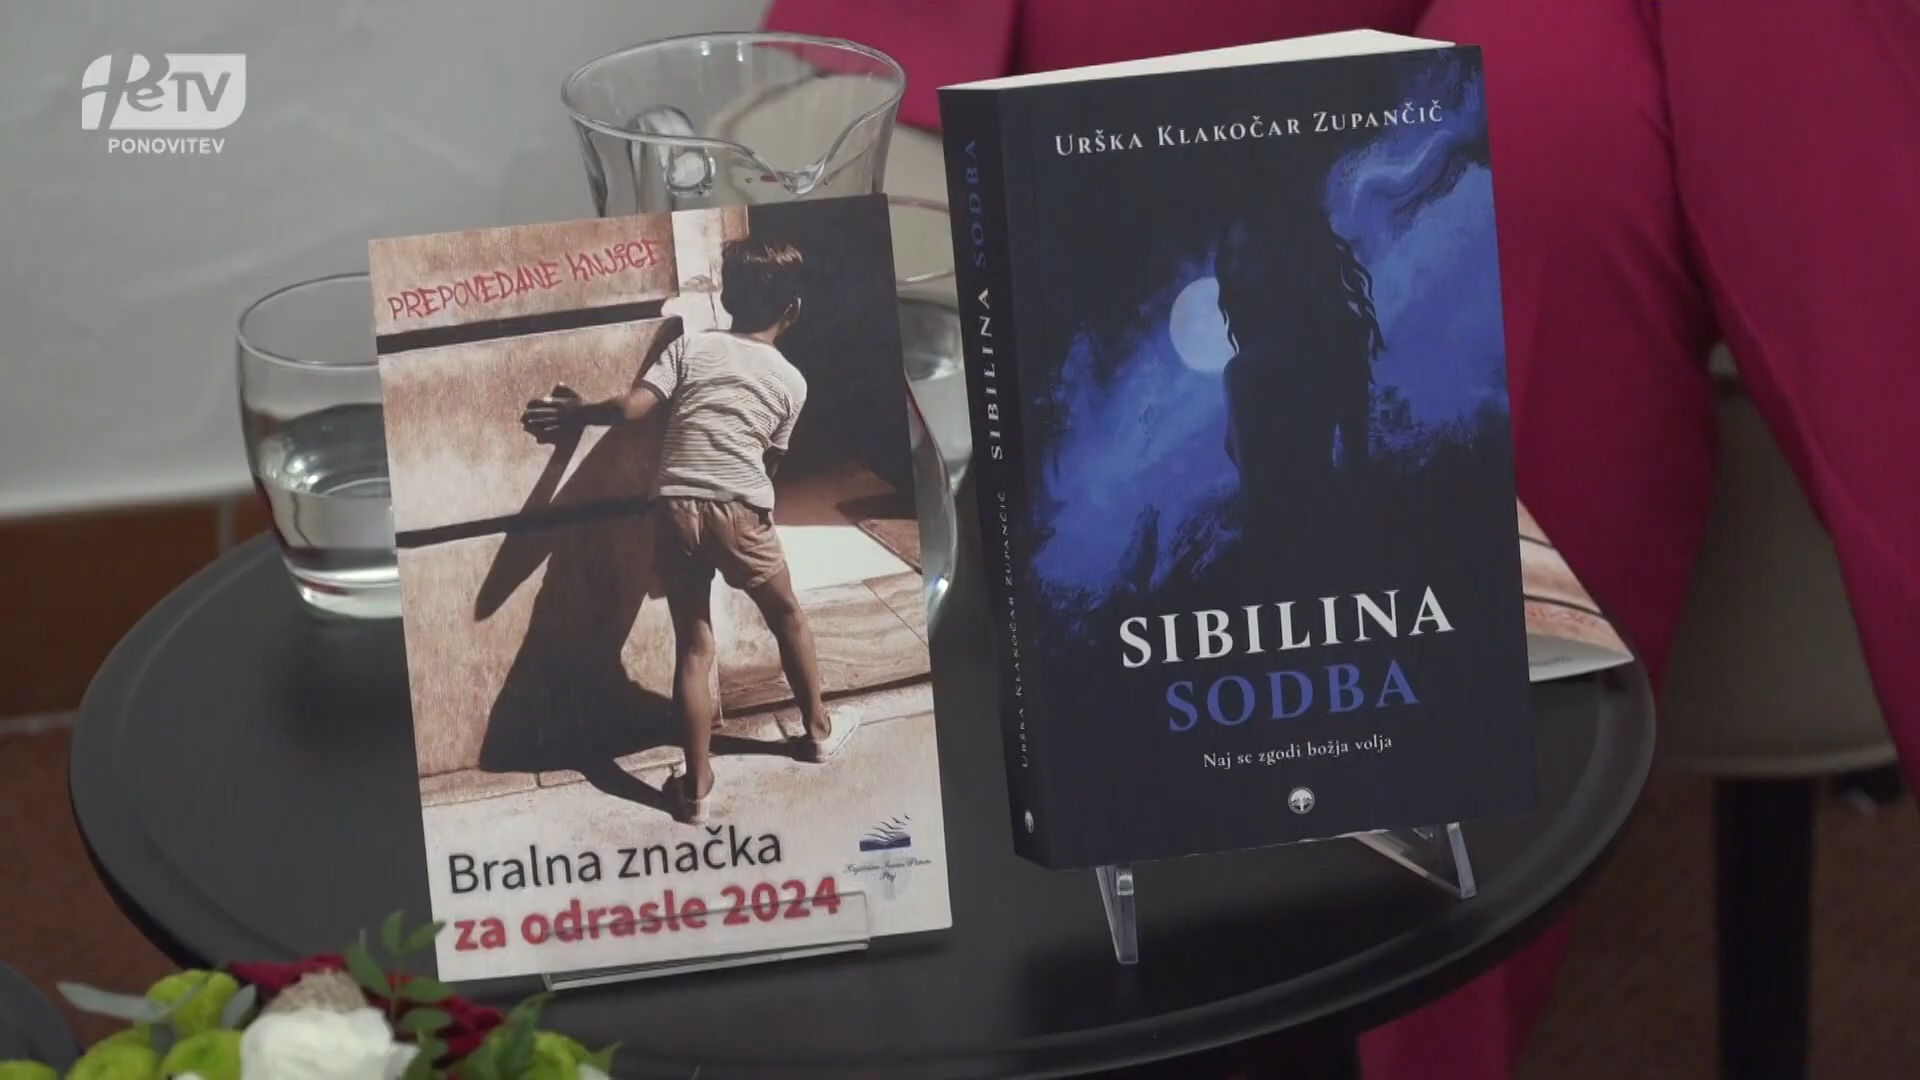 PeTV
PONOVITEV
PREPOVEDANE KNJIGE
Bralna značka
za odrasle 2024
URŠKA KLAKOČAR ZUPANČIČ
SIBILINA
SODBA
Naj se zgodi božja volja
URŠKA KLAKOČAR ZUPANČIČ SIBILINA SODBA